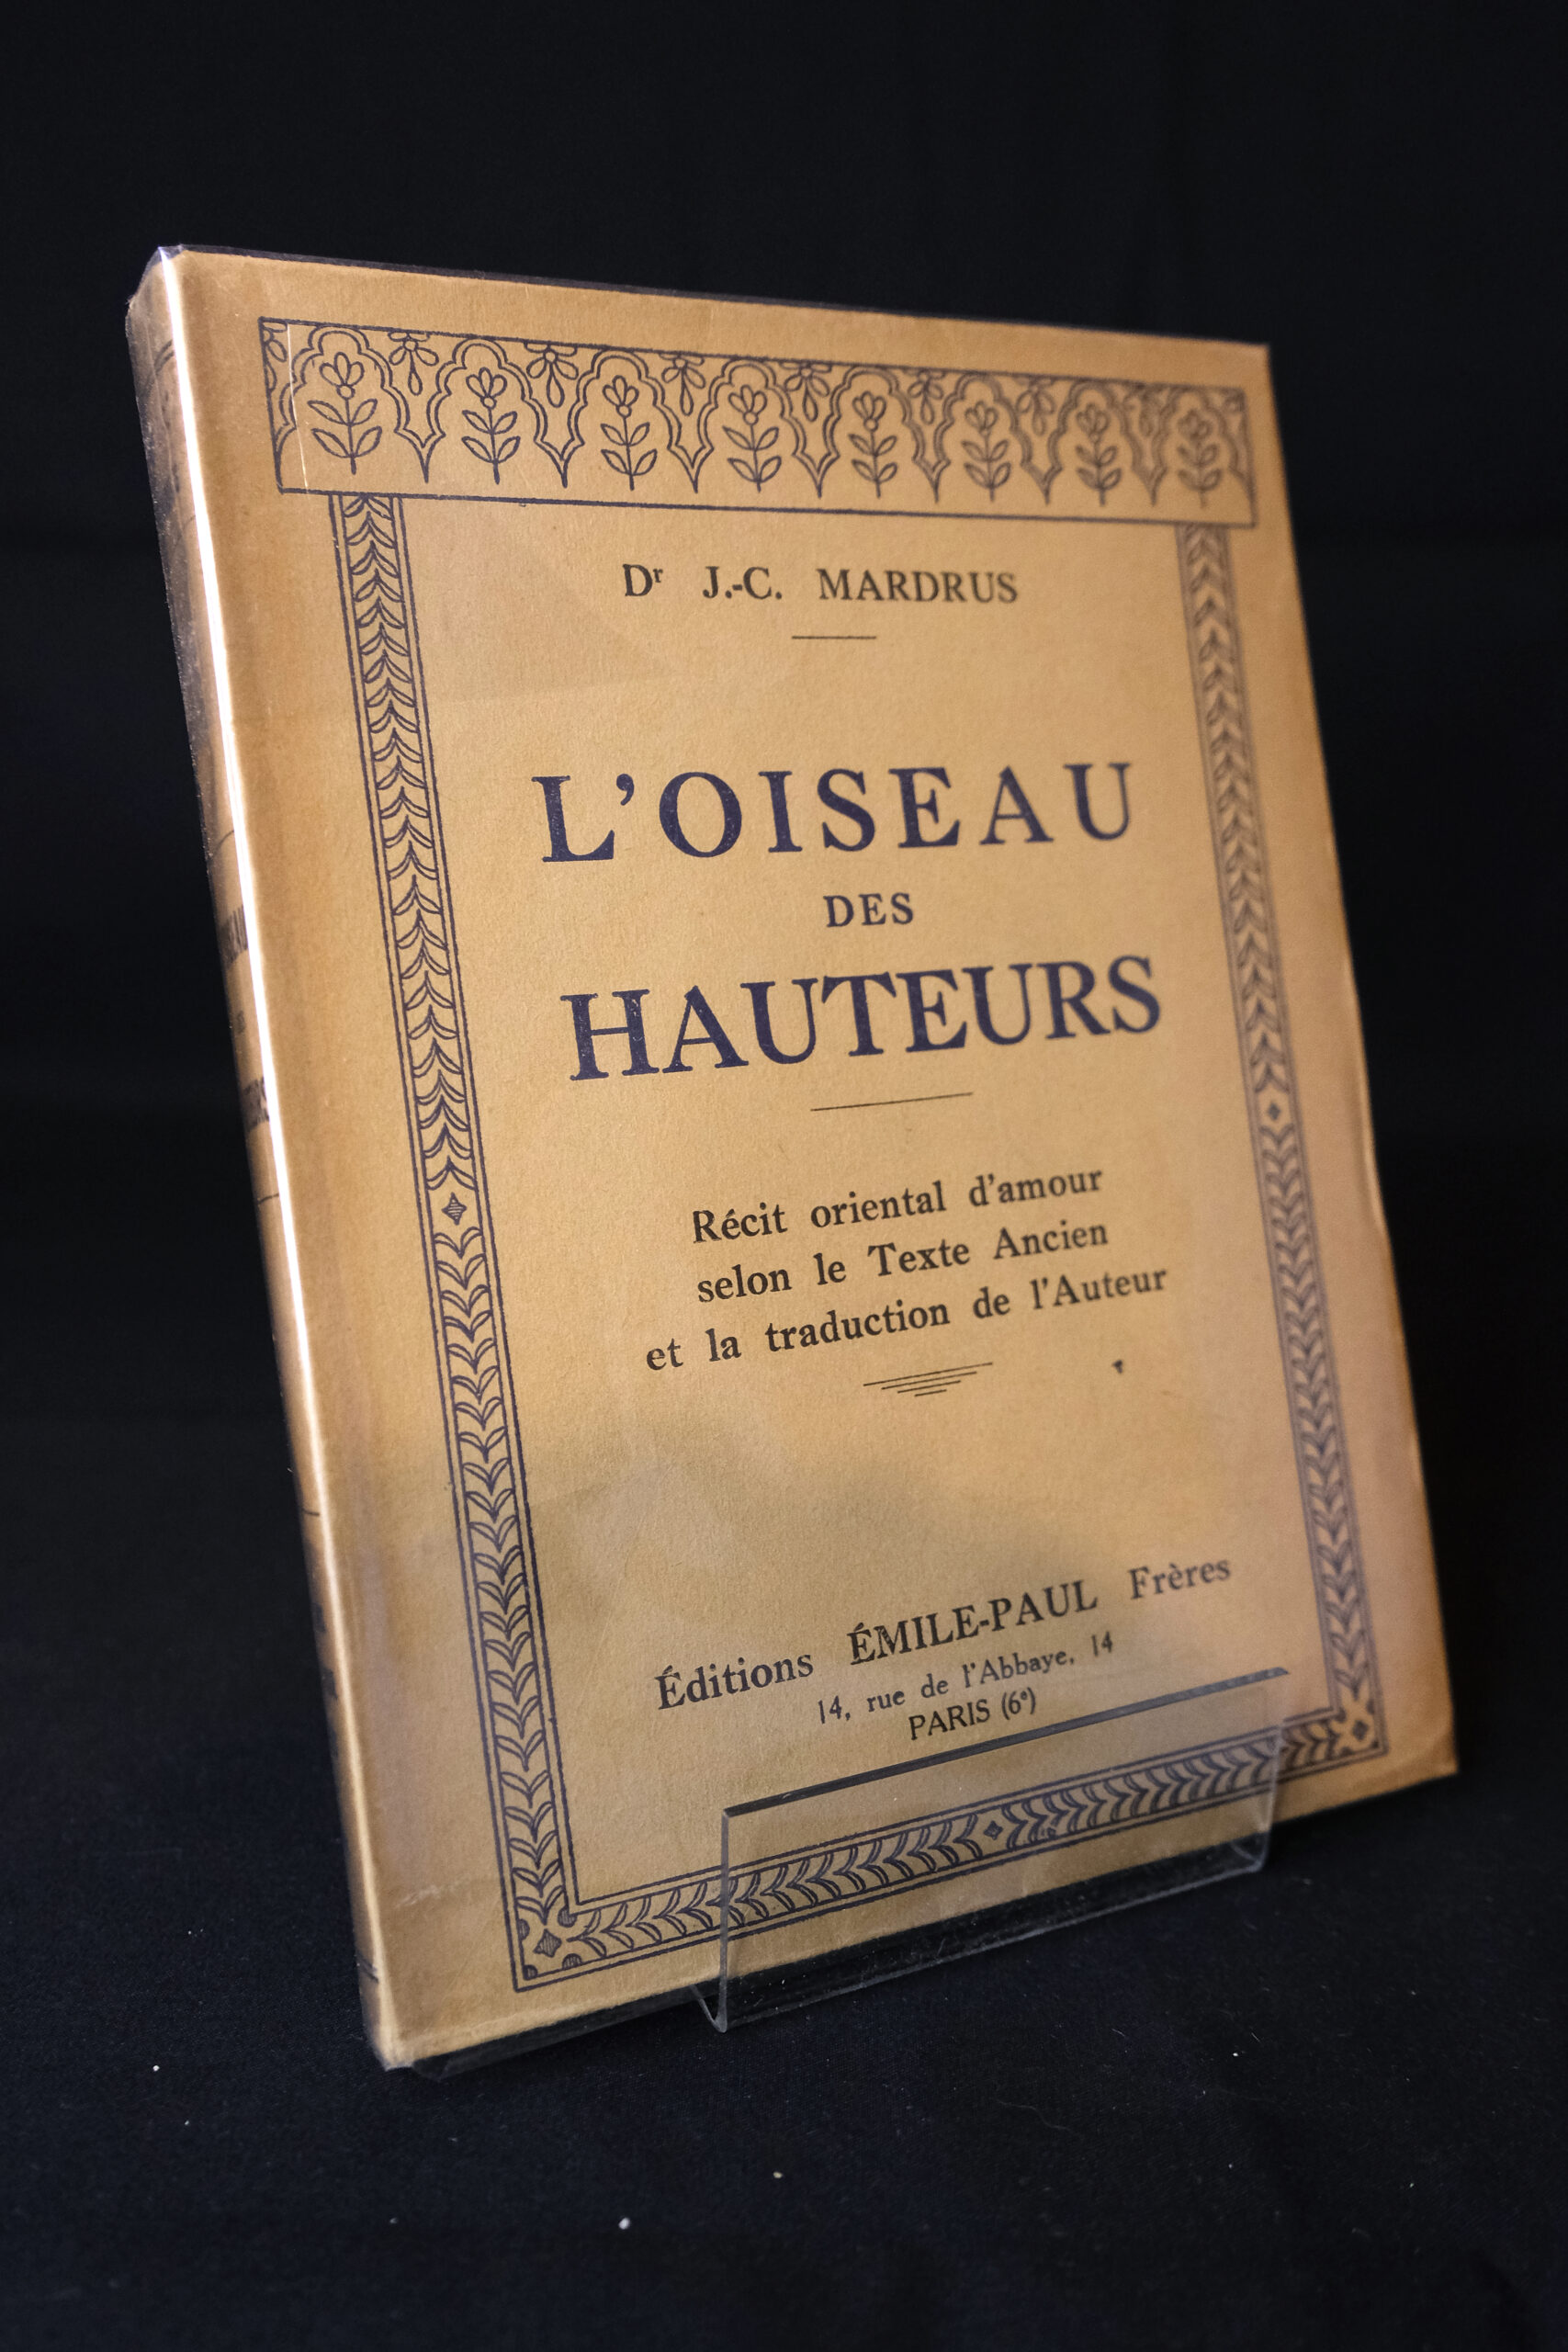 Dr J.-C. MARDRUS
L'OISEAU
DES
HAUTEURS
Récit oriental d'amour
selon le Texte Ancien
et la traduction de l'Auteur
Éditions ÉMILE-PAUL Frères
14, rue de l'Abbaye, 14
PARIS (6e)